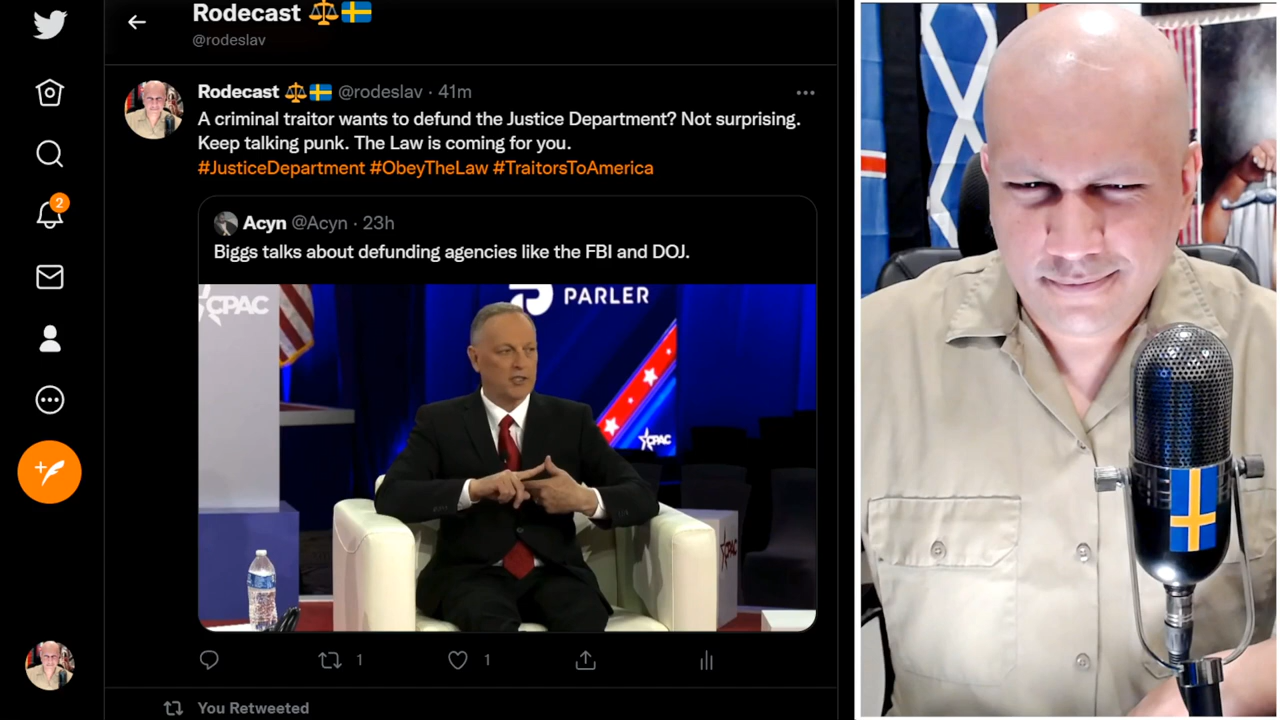 Rodecast
@rodeslav
Rodecast @rodeslav · 41m
A criminal traitor wants to defund the Justice Department? Not surprising.
Keep talking punk. The Law is coming for you.
#JusticeDepartment #ObeyTheLaw #TraitorsToAmerica
2
Acyn @Acyn · 23h
Biggs talks about defunding agencies like the FBI and DOJ.
CPAC
PARLER
CPAC
CPAC
1
1
You Retweeted